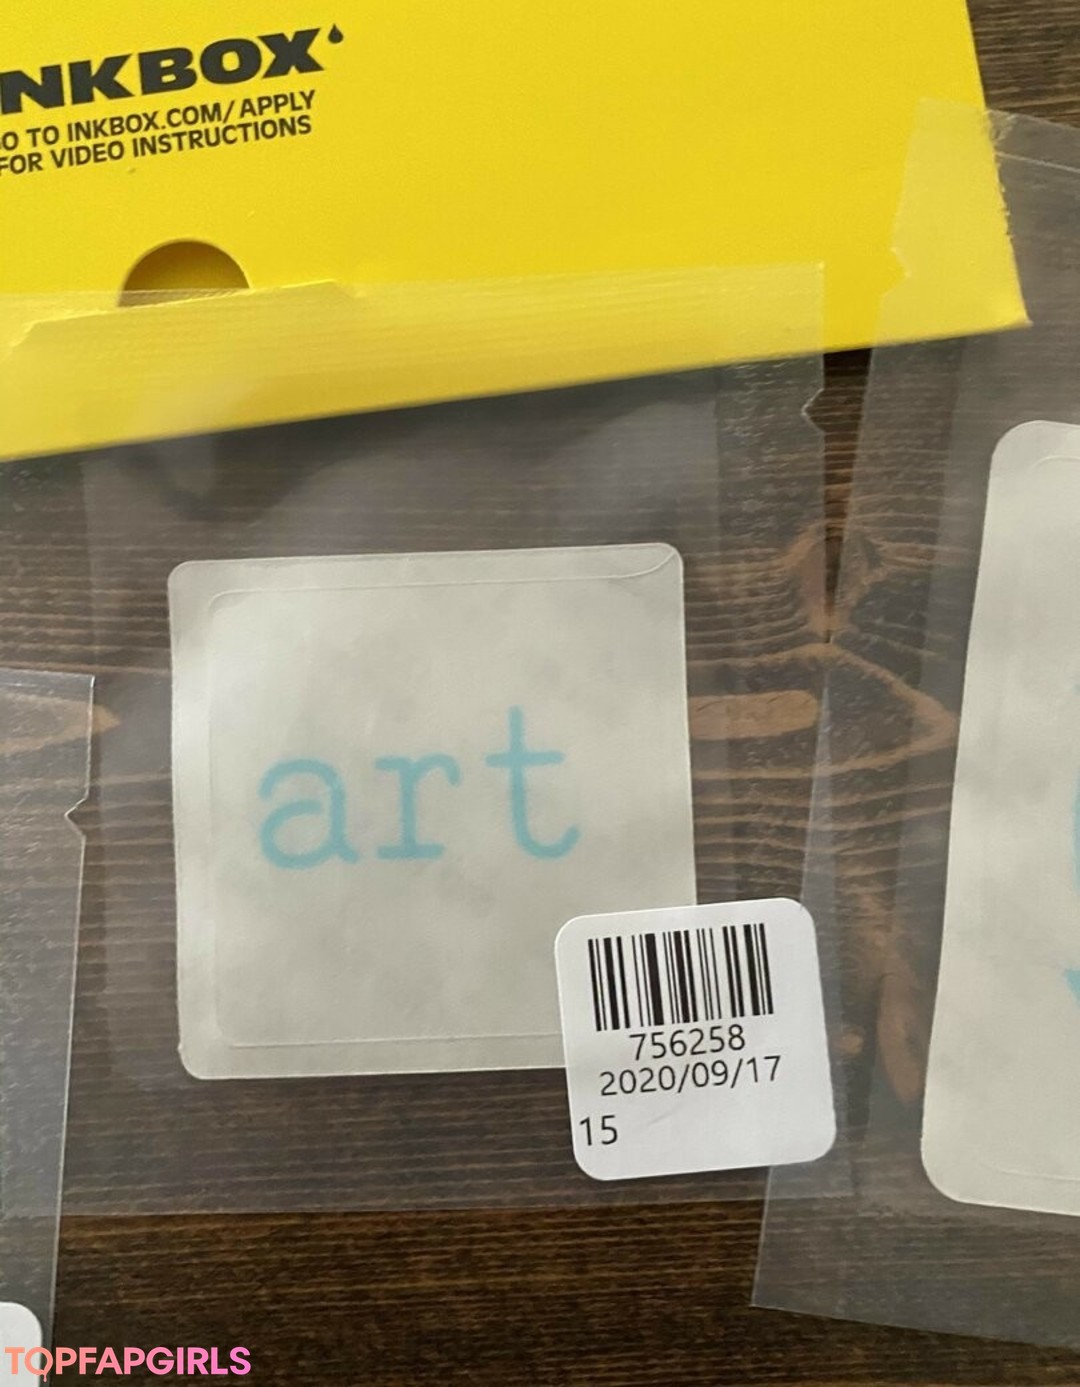 NKBOX
O TO INKBOX.COM/APPLY
FOR VIDEO INSTRUCTIONS
art
756258
2020/09/17
15
TOPFAPGIRLS